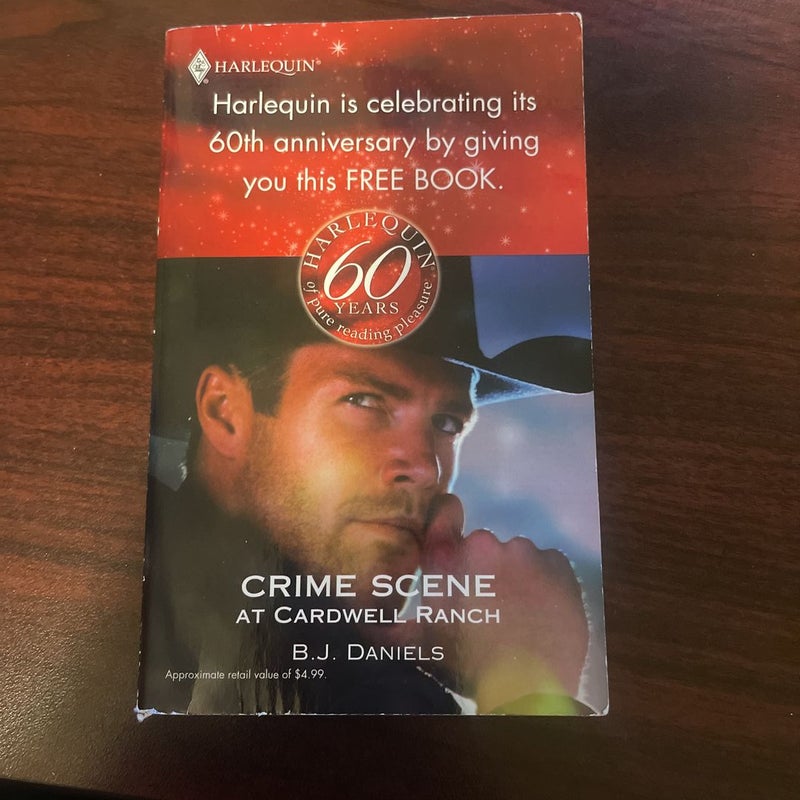 HARLEQUIN®
Harlequin is celebrating its
60th anniversary by giving
you this FREE BOOK.
HARLEQUIN
60
YEARS
of pure reading pleasure
CRIME SCENE
AT CARDWELL RANCH
B.J. DANIELS
Approximate retail value of $4.99.